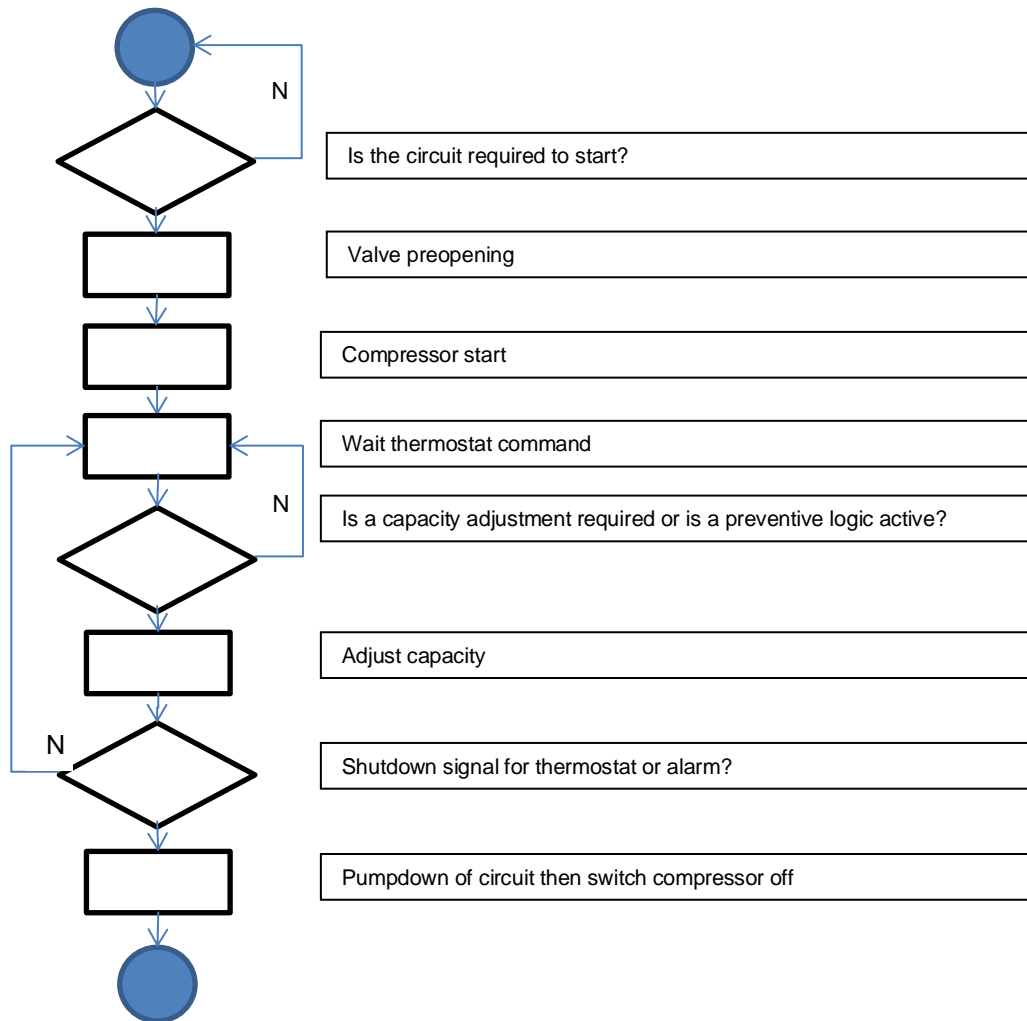 N
Is the circuit required to start?
Valve preopening
Compressor start
Wait thermostat command
N
Is a capacity adjustment required or is a preventive logic active?
Adjust capacity
N
Shutdown signal for thermostat or alarm?
Pumpdown of circuit then switch compressor off